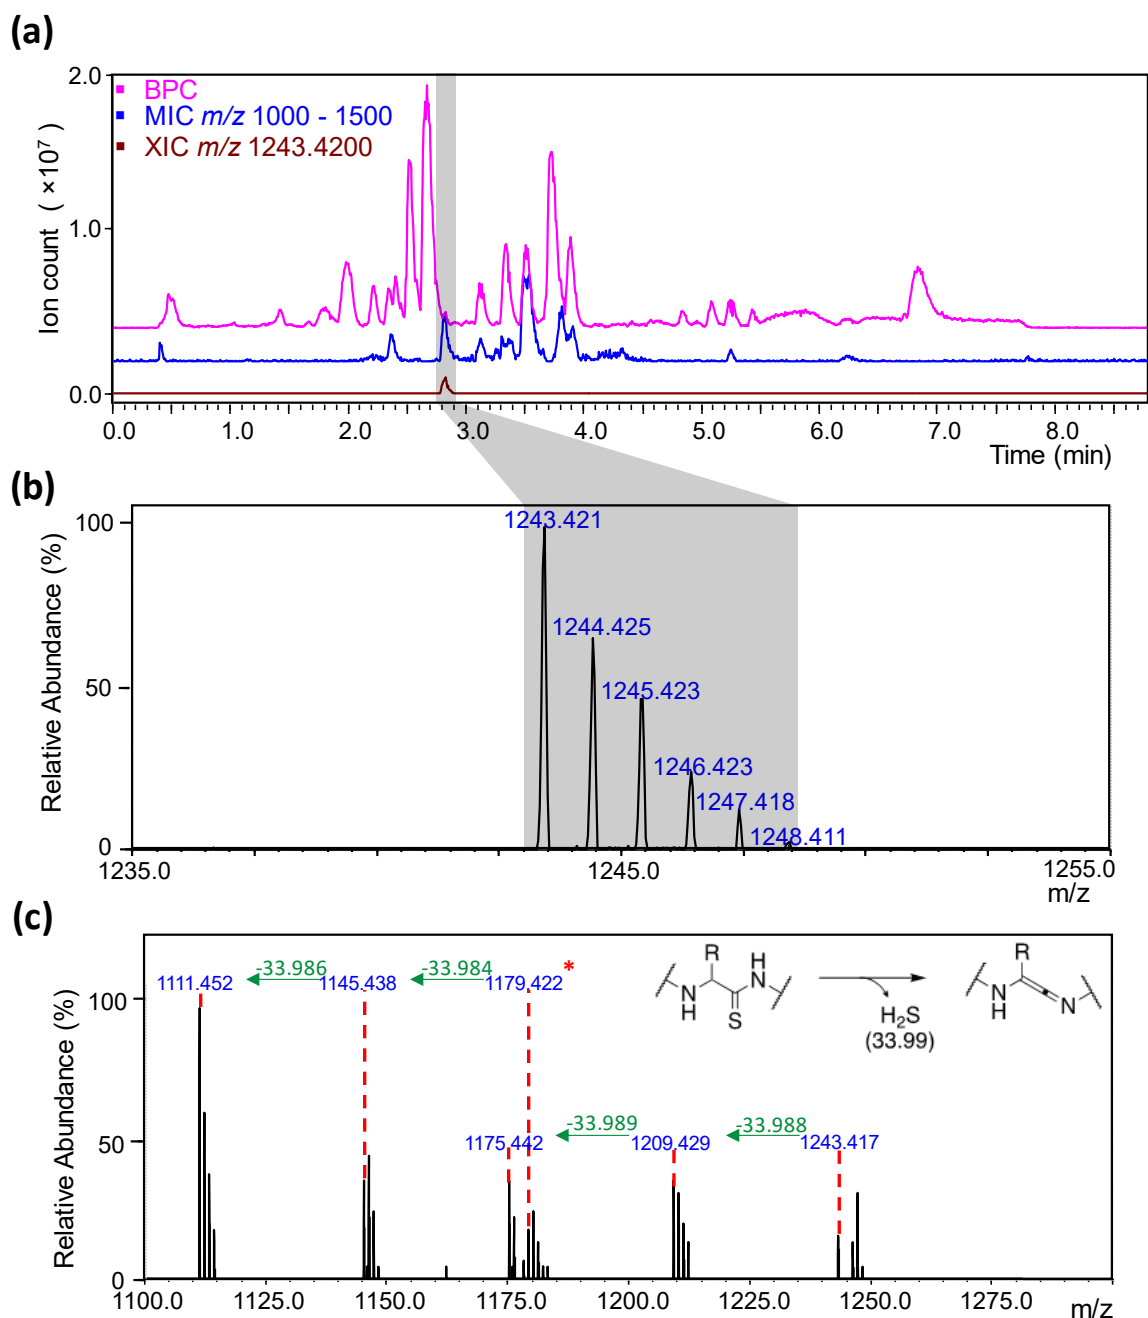 (a)
2.0
BPC
MIC m/z 1000 - 1500
XIC m/z 1243.4200
1.0
0.0
Ion count ( ×10⁷ )
0.0 1.0 2.0 3.0 4.0 5.0 6.0 7.0 8.0
Time (min)
(b)
100
50
0
Relative Abundance (%)
1243.421
1244.425
1245.423
1246.423
1247.418
1248.411
1235.0 1245.0 1255.0
m/z
(c)
-33.986 -33.984 *
1111.452 1145.438 1179.422
R
H
N
N
H
S
H₂S
(33.99)
R
N
H
N
100
50
0
Relative Abundance (%)
-33.989 -33.988
1175.442 1209.429 1243.417
1100.0 1125.0 1150.0 1175.0 1200.0 1225.0 1250.0 1275.0 m/z